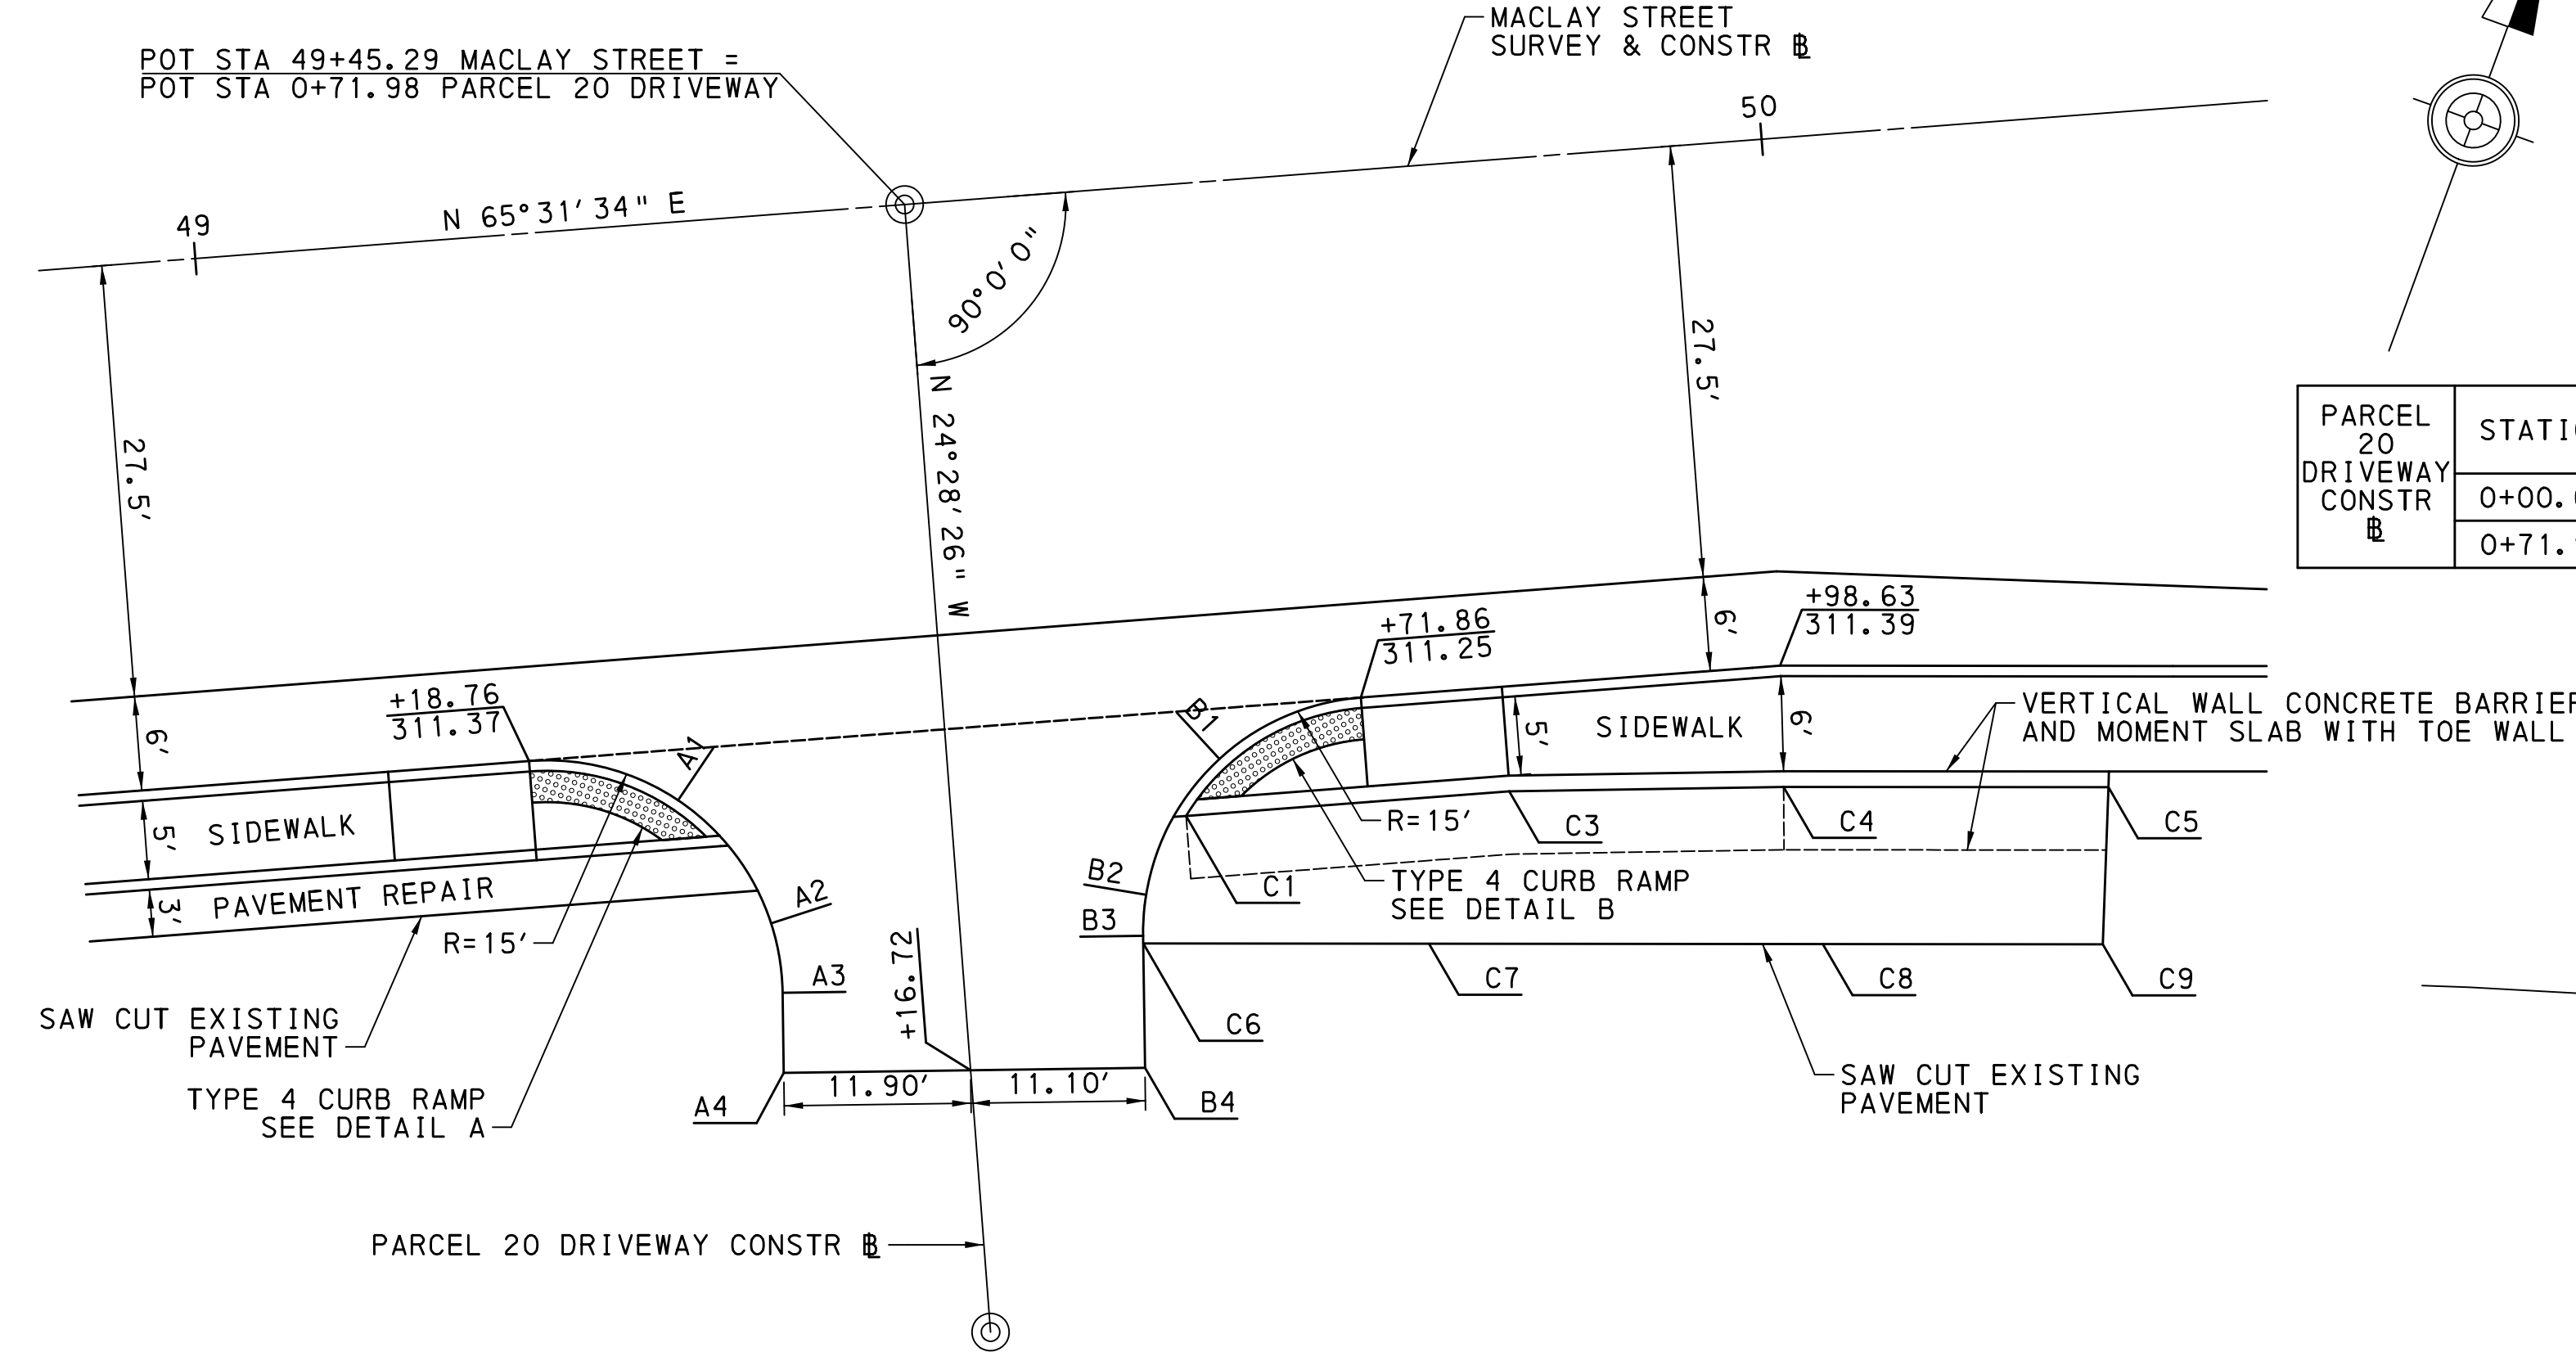 MACLAY STREET
SURVEY & CONSTR BL
POT STA 49+45.29 MACLAY STREET =
POT STA 0+71.98 PARCEL 20 DRIVEWAY
50
49
N 65°31'34" E
90°0'0"
N 24°28'26" W
27.5'
27.5'
PARCEL
20
DRIVEWAY
CONSTR
BL
0+00.
0+71.
+98.63
311.39
+71.86
311.25
6'
+18.76
311.37
6'
A1
B1
5'
SIDEWALK
6'
VERTICAL WALL CONCRETE BARRIER
AND MOMENT SLAB WITH TOE WALL
5'
SIDEWALK
R=15'
C3
C4
C5
3'
PAVEMENT REPAIR
A2
B2
C1
TYPE 4 CURB RAMP
SEE DETAIL B
B3
R=15'
A3
+16.72
C7
C8
C9
SAW CUT EXISTING
PAVEMENT
C6
TYPE 4 CURB RAMP
SEE DETAIL A
A4
11.90'
11.10'
B4
SAW CUT EXISTING
PAVEMENT
PARCEL 20 DRIVEWAY CONSTR BL